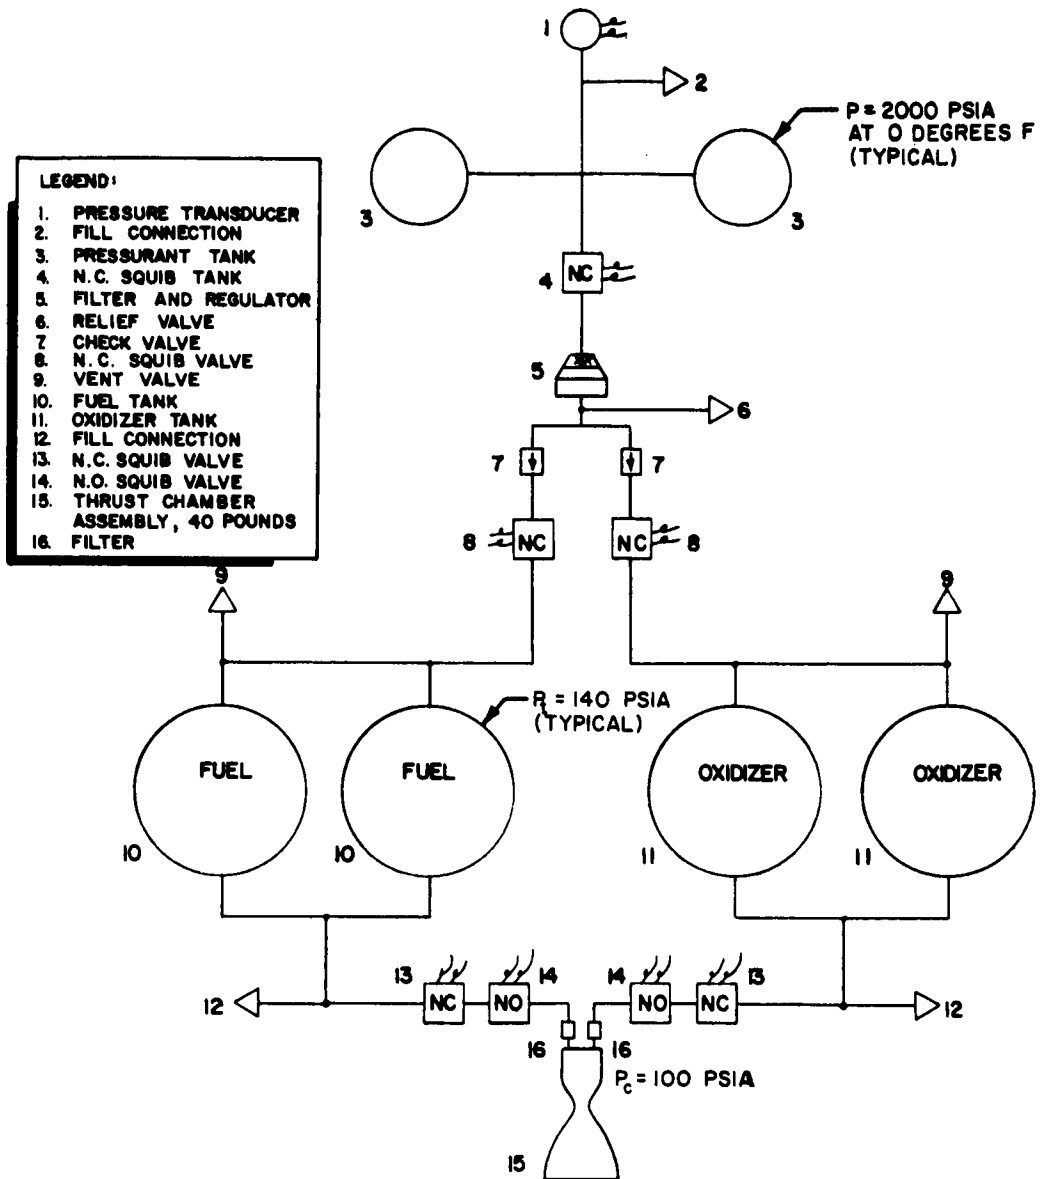 1
2
P = 2000 PSIA
AT 0 DEGREES F
(TYPICAL)
3
3
LEGEND:
1. PRESSURE TRANSDUCER
2. FILL CONNECTION
3. PRESSURANT TANK
4. N.C. SQUIB TANK
5. FILTER AND REGULATOR
6. RELIEF VALVE
7. CHECK VALVE
8. N.C. SQUIB VALVE
9. VENT VALVE
10. FUEL TANK
11. OXIDIZER TANK
12. FILL CONNECTION
13. N.C. SQUIB VALVE
14. N.O. SQUIB VALVE
15. THRUST CHAMBER
ASSEMBLY, 40 POUNDS
16. FILTER
4
NC
5
6
7
7
8
NC
NC
8
9
9
Pt = 140 PSIA
(TYPICAL)
FUEL
FUEL
OXIDIZER
OXIDIZER
10
10
11
11
13
14
14
13
12
NC
NO
NO
NC
12
16
16
Pc = 100 PSIA
15